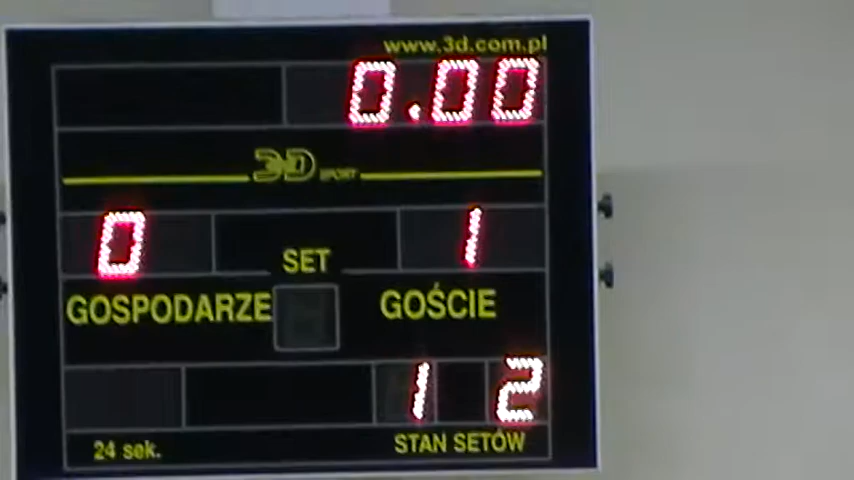 www.3d.com.pl
0.00
3D SPORT
0 1
SET
GOSPODARZE GOŚCIE
1 2
24 sek. STAN SETÓW